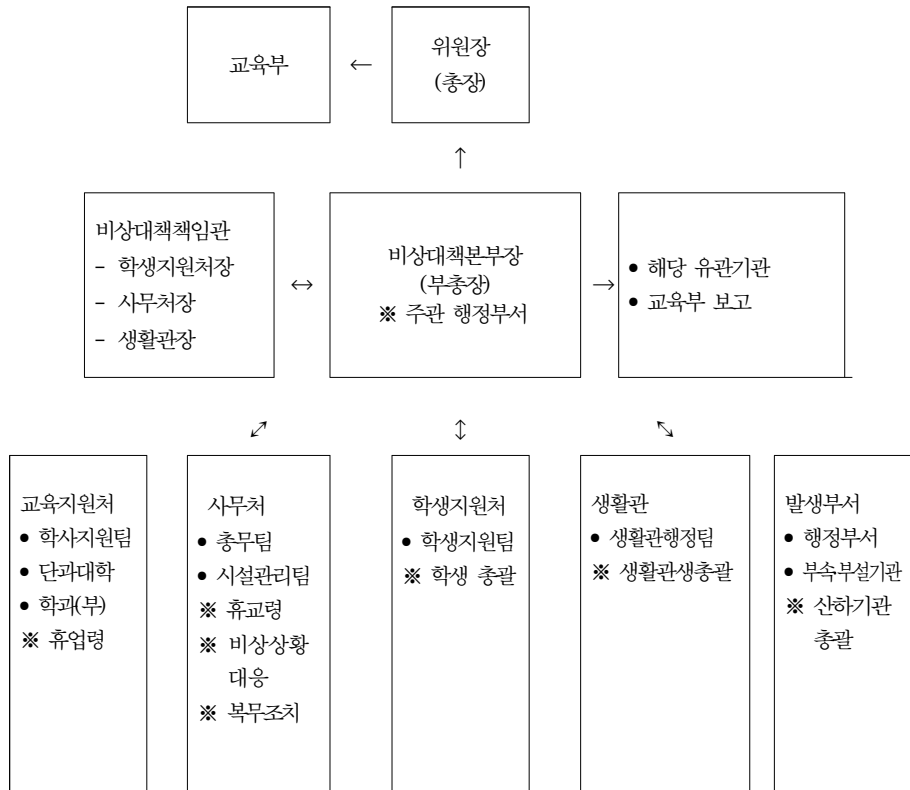 교육부
←
위원장
(총장)
↑
비상대책책임관
- 학생지원처장
- 사무처장
- 생활관장
↔
비상대책본부장
(부총장)
※ 주관 행정부서
→
• 해당 유관기관
• 교육부 보고
⤢
↕
⤡
교육지원처
• 학사지원팀
• 단과대학
• 학과(부)
※ 휴업령
사무처
• 총무팀
• 시설관리팀
※ 휴교령
※ 비상상황
대응
※ 복무조치
학생지원처
• 학생지원팀
※ 학생 총괄
생활관
• 생활관행정팀
※ 생활관생총괄
발생부서
• 행정부서
• 부속부설기관
※ 산하기관
총괄